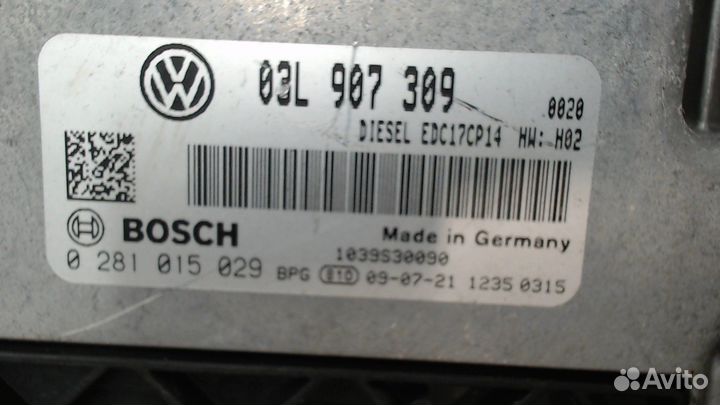 03L 907 309
0020
DIESEL EDC17CP14 HW: H02
BOSCH
Made in Germany
1039S30090
0 281 015 029 BPG 810 09-07-21 1235 0315
Avito